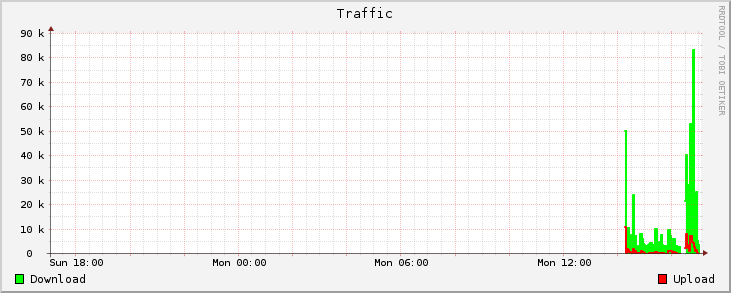 Traffic
RRDTOOL / TOBI OETIKER
90 k
80 k
70 k
60 k
50 k
40 k
30 k
20 k
10 k
0
Sun 18:00 Mon 00:00 Mon 06:00 Mon 12:00
Download Upload